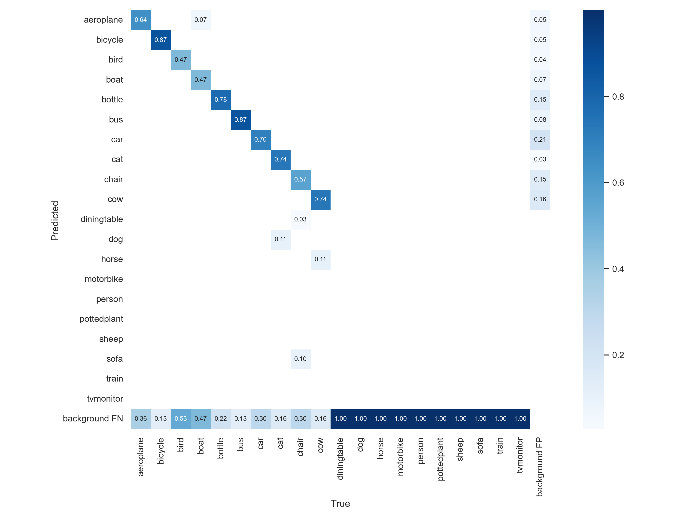 aeroplane 0.64 0.07 0.05
bicycle 0.87 0.05
bird 0.47 0.04
boat 0.47 0.07
bottle 0.78 0.15
bus 0.87 0.08
car 0.70 0.21
cat 0.74 0.03
chair 0.57 0.15
cow 0.74 0.16
diningtable 0.03
dog 0.11
horse 0.11
motorbike
person
pottedplant
sheep
sofa 0.10
train
tvmonitor
background FN 0.36 0.13 0.53 0.47 0.22 0.13 0.30 0.16 0.30 0.16 1.00 1.00 1.00 1.00 1.00 1.00 1.00 1.00 1.00 1.00
aeroplane
bicycle
bird
boat
bottle
bus
car
cat
chair
cow
diningtable
dog
horse
motorbike
person
pottedplant
sheep
sofa
train
tvmonitor
background FP
True
Predicted
0.8
0.6
0.4
0.2